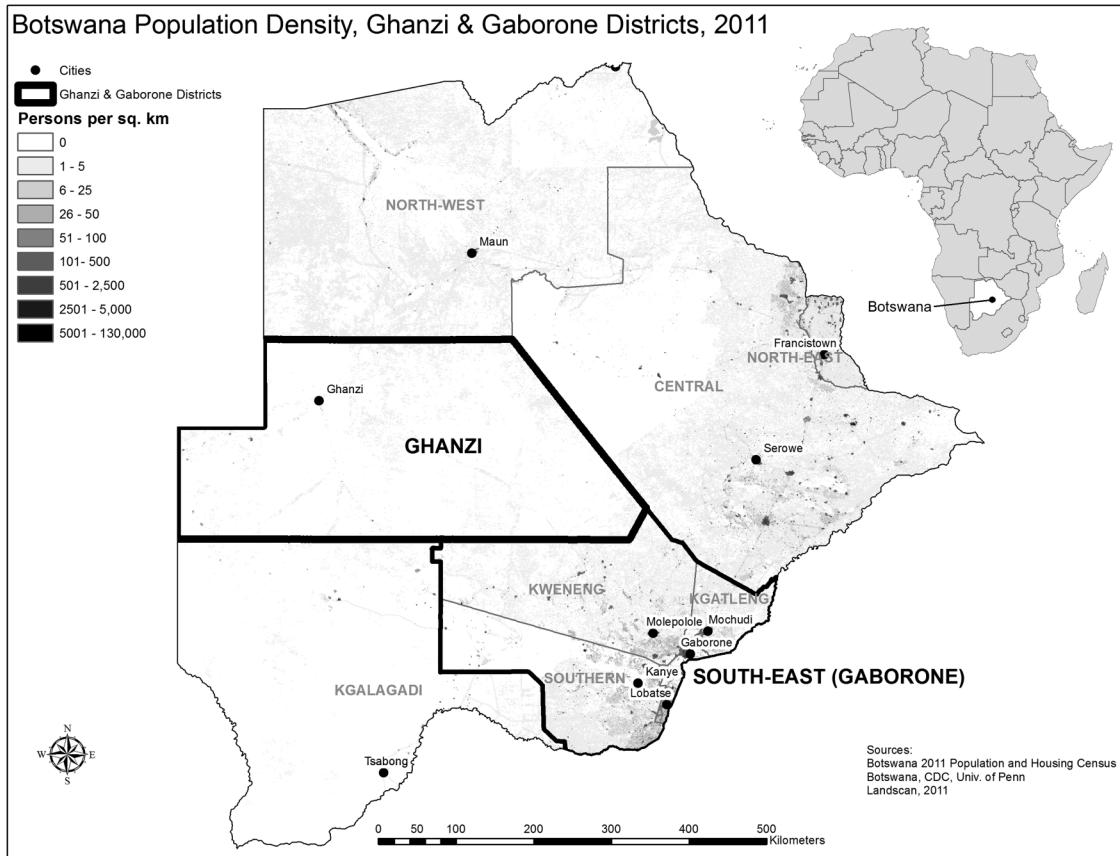 Botswana Population Density, Ghanzi & Gaborone Districts, 2011
Cities
Ghanzi & Gaborone Districts
Persons per sq. km
0
1 - 5
6 - 25
26 - 50
51 - 100
101- 500
501 - 2,500
2501 - 5,000
5001 - 130,000
NORTH-WEST
Maun
Botswana
Francistown
NORTH-EAST
CENTRAL
Ghanzi
GHANZI
Serowe
KWENENG
KGATLENG
Molepolole
Mochudi
Gaborone
Kanye
SOUTH-EAST (GABORONE)
SOUTHERN
KGALAGADI
Lobatse
N
W
E
S
Tsabong
Sources:
Botswana 2011 Population and Housing Census
Botswana, CDC, Univ. of Penn
Landscan, 2011
0 50 100 200 300 400 500
Kilometers